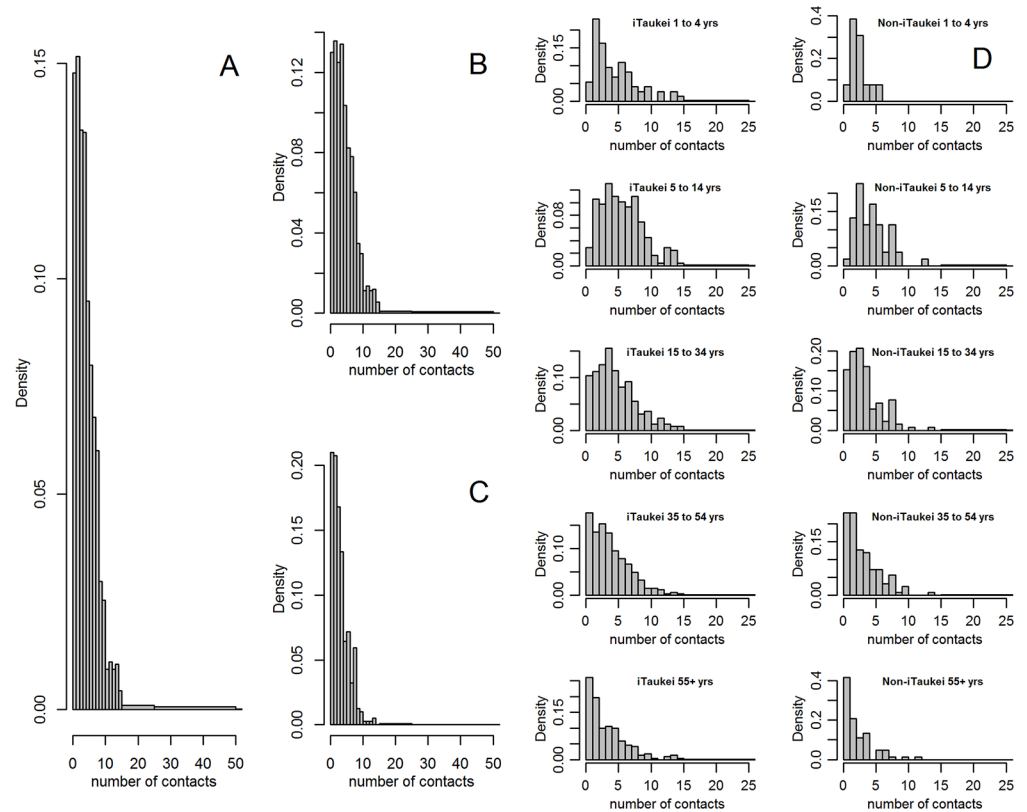 A
Density
0.00
0.05
0.10
0.15
0 10 20 30 40 50
number of contacts
B
Density
0.00
0.04
0.08
0.12
0 10 20 30 40 50
number of contacts
C
Density
0.00
0.05
0.10
0.15
0.20
0 10 20 30 40 50
number of contacts
D
iTaukei 1 to 4 yrs
Density
0.00
0.15
0 5 10 15 20 25
number of contacts
Non-iTaukei 1 to 4 yrs
Density
0.0
0.2
0.4
0 5 10 15 20 25
number of contacts
iTaukei 5 to 14 yrs
Density
0.00
0.08
0 5 10 15 20 25
number of contacts
Non-iTaukei 5 to 14 yrs
Density
0.00
0.15
0 5 10 15 20 25
number of contacts
iTaukei 15 to 34 yrs
Density
0.00
0.10
0 5 10 15 20 25
number of contacts
Non-iTaukei 15 to 34 yrs
Density
0.00
0.10
0.20
0 5 10 15 20 25
number of contacts
iTaukei 35 to 54 yrs
Density
0.00
0.10
0 5 10 15 20 25
number of contacts
Non-iTaukei 35 to 54 yrs
Density
0.00
0.15
0 5 10 15 20 25
number of contacts
iTaukei 55+ yrs
Density
0.00
0.15
0 5 10 15 20 25
number of contacts
Non-iTaukei 55+ yrs
Density
0.0
0.2
0.4
0 5 10 15 20 25
number of contacts